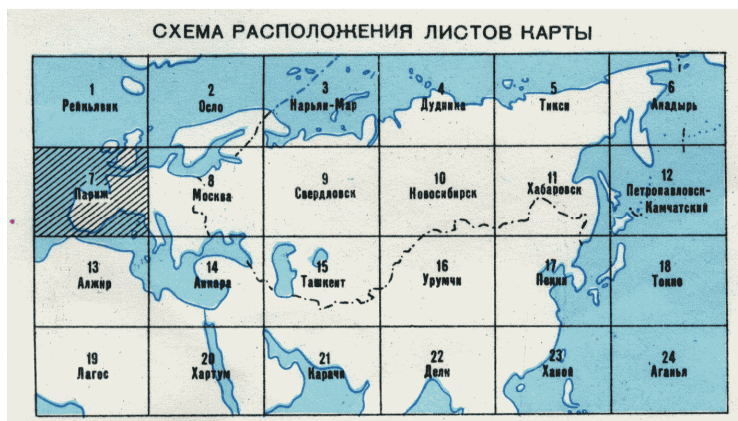 СХЕМА РАСПОЛОЖЕНИЯ ЛИСТОВ КАРТЫ
1 2 3 4 5 6
Рейкьявик Осло Нарьян-Мар Дудинка Тикси Анадырь
7 8 9 10 11 12
Париж Москва Свердловск Новосибирск Хабаровск Петропавловск-
Камчатский
13 14 15 16 17 18
Алжир Анкара Ташкент Урумчи Пекин Токио
19 20 21 22 23 24
Лагос Хартум Карачи Дели Ханой Аганья